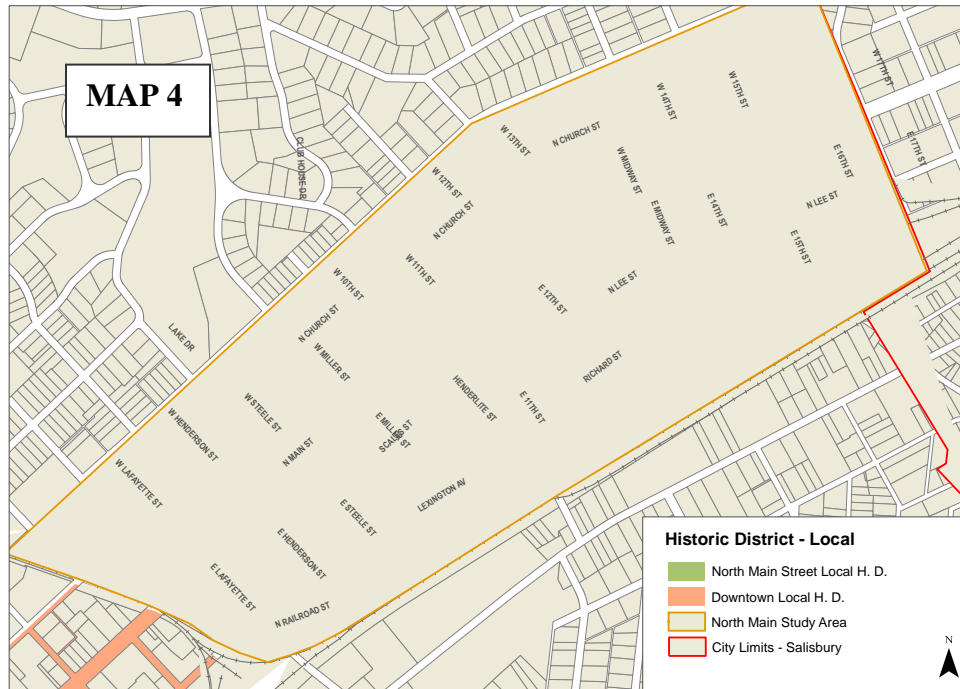 MAP 4
W 17TH ST
W 15TH ST
W 14TH ST
N CHURCH ST
W 13TH ST
E 17TH ST
E 16TH ST
CLUB HOUSE DR
W MIDWAY ST
W 12TH ST
N LEE ST
E 14TH ST
E MIDWAY ST
N CHURCH ST
E 15TH ST
W 11TH ST
W 10TH ST
N LEE ST
E 12TH ST
N CHURCH ST
LAKE DR
W MILLER ST
RICHARD ST
HENDERLITE ST
E 11TH ST
W STEELE ST
E MILLER ST
SCALES ST
W HENDERSON ST
N MAIN ST
W LAFAYETTE ST
LEXINGTON AV
E STEELE ST
E HENDERSON ST
E LAFAYETTE ST
N RAILROAD ST
Historic District - Local
North Main Street Local H. D.
Downtown Local H. D.
North Main Study Area
City Limits - Salisbury
N